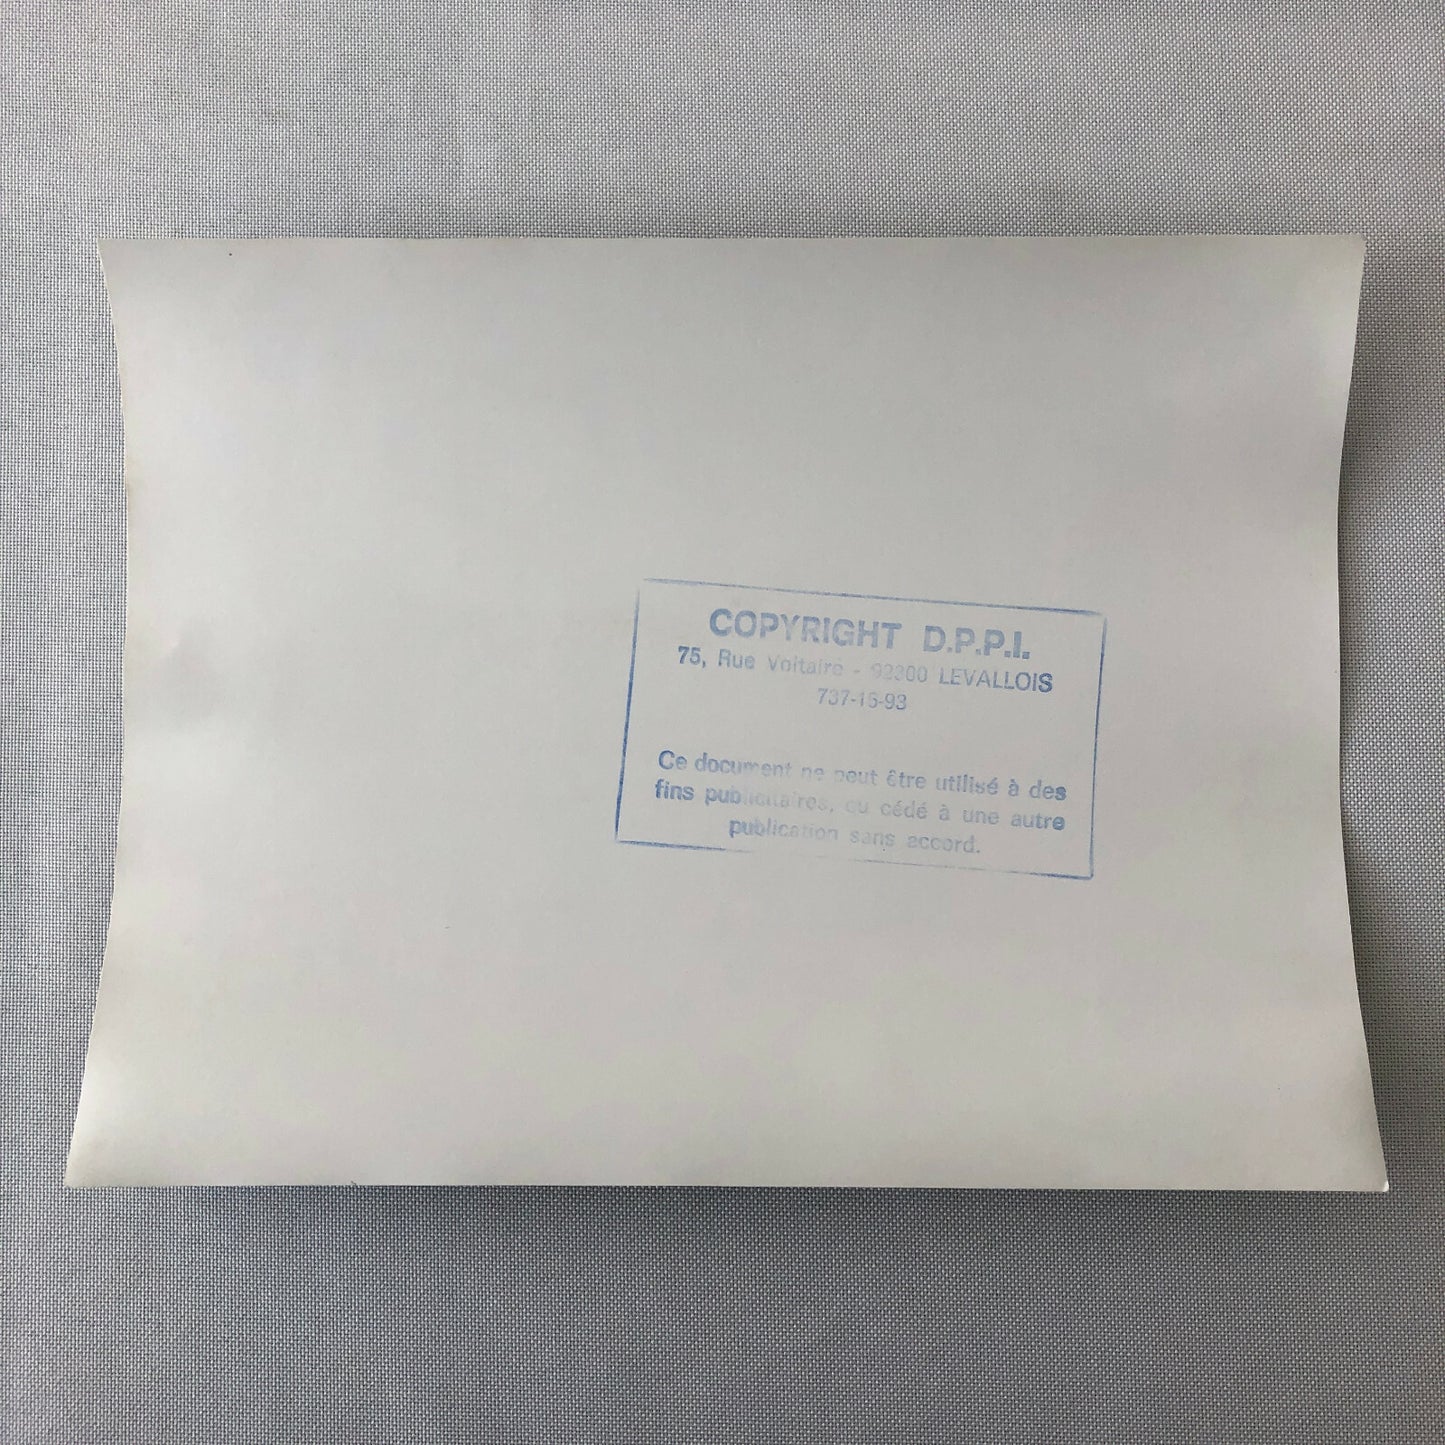 COPYRIGHT D.P.P.I.
75, Rue Voltaire - 92300 LEVALLOIS
737-15-93
Ce document ne peut être utilisé à des
fins publicitaires, ou cédé à une autre
publication sans accord.